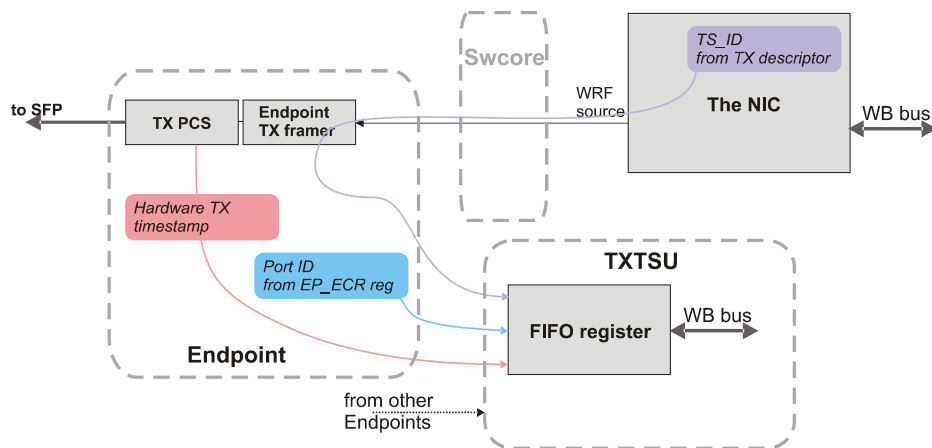 TS_ID
from TX descriptor
Swcore
The NIC
WRF
source
WB bus
to SFP
TX PCS
Endpoint
TX framer
Hardware TX
timestamp
Port ID
from EP_ECR reg
Endpoint
TXTSU
FIFO register
WB bus
from other
Endpoints